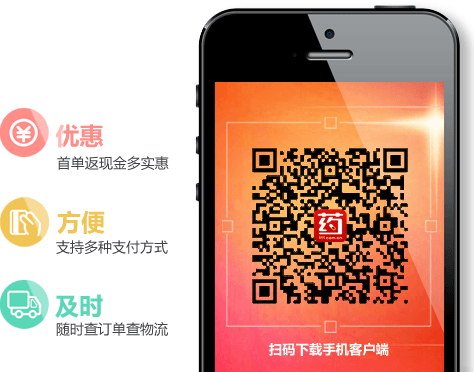 优惠
首单返现金多实惠
方便
支持多种支付方式
及时
随时查订单查物流
¥
药
扫码下载手机客户端